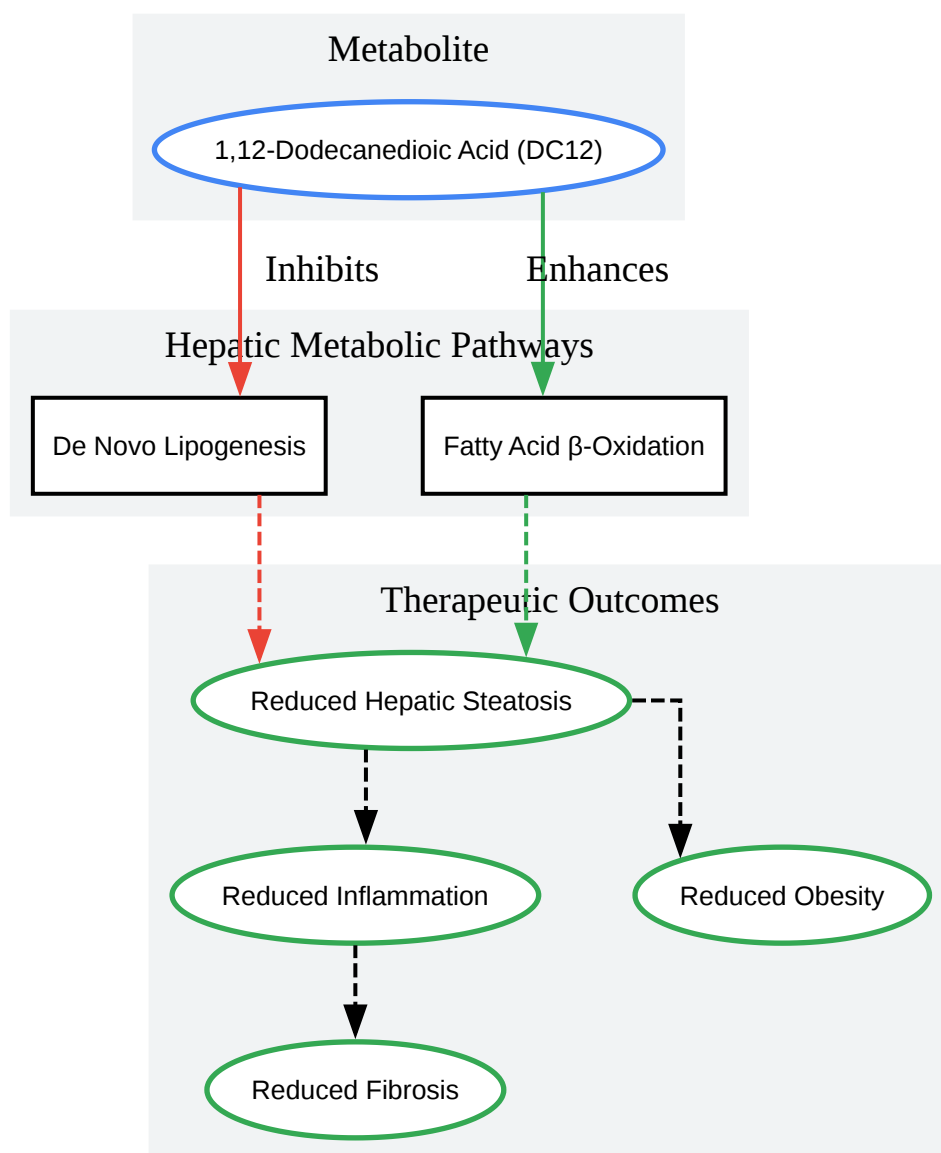 Metabolite
1,12-Dodecanedioic Acid (DC12)
Inhibits
Enhances
Hepatic Metabolic Pathways
De Novo Lipogenesis
Fatty Acid β-Oxidation
Therapeutic Outcomes
Reduced Hepatic Steatosis
Reduced Inflammation
Reduced Obesity
Reduced Fibrosis